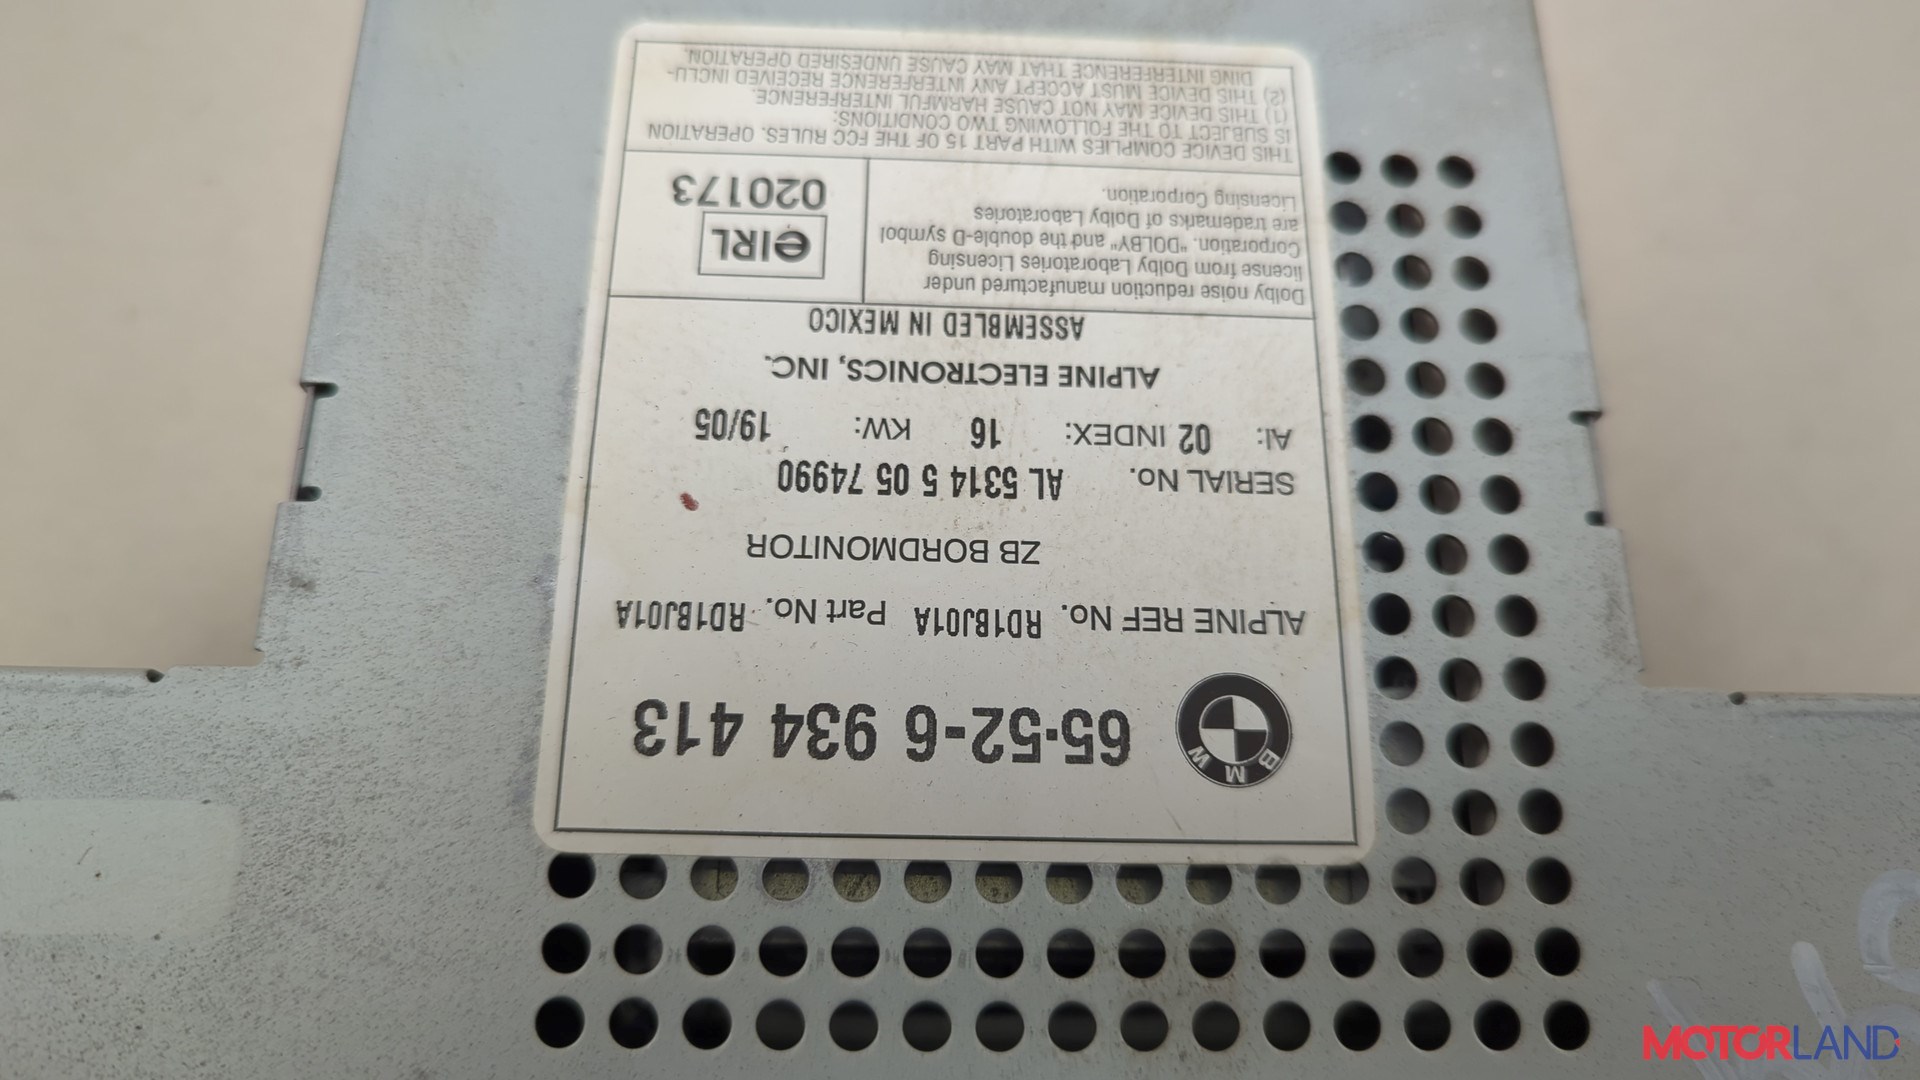 BMW
65-52-6 934 413
ALPINE REF No. RD1BJ01A Part No. RD1BJ01A
ZB BORDMONITOR
SERIAL No. AL 5314 5 05 74990
AI: 02 INDEX: 16 KW: 19/05
ALPINE ELECTRONICS, INC.
ASSEMBLED IN MEXICO
Dolby noise reduction manufactured under
license from Dolby Laboratories Licensing
Corporation. "DOLBY" and the double-D symbol
are trademarks of Dolby Laboratories
Licensing Corporation.
eIRL
020173
THIS DEVICE COMPLIES WITH PART 15 OF THE FCC RULES. OPERATION
IS SUBJECT TO THE FOLLOWING TWO CONDITIONS:
(1) THIS DEVICE MAY NOT CAUSE HARMFUL INTERFERENCE.
(2) THIS DEVICE MUST ACCEPT ANY INTERFERENCE RECEIVED INCLU-
DING INTERFERENCE THAT MAY CAUSE UNDESIRED OPERATION.
MOTORLAND